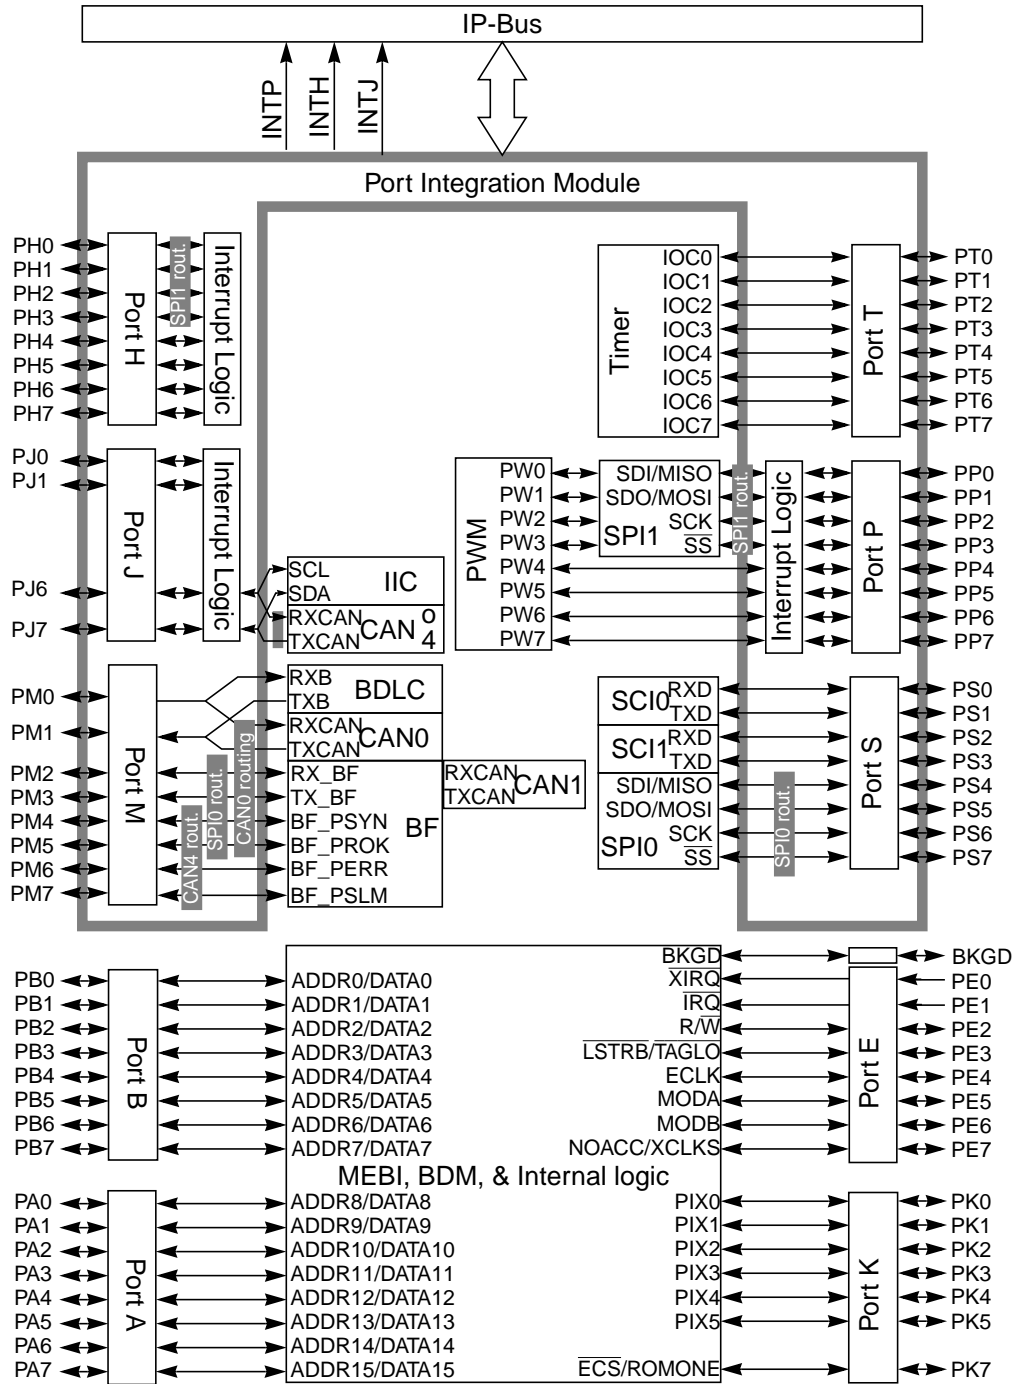 IP-Bus
INTP
INTH
INTJ
Port Integration Module
PH0
PH1
PH2
PH3
PH4
PH5
PH6
PH7
Port H
SPI1 rout.
Interrupt Logic
PJ0
PJ1
PJ6
PJ7
Port J
Interrupt Logic
SCL
SDA
IIC
RXCAN
TXCAN
CAN 0
4
PM0
PM1
PM2
PM3
PM4
PM5
PM6
PM7
Port M
CAN4 rout.
SPI0 rout.
CAN0 routing
RXB
TXB
BDLC
RXCAN
TXCAN
CAN0
RX_BF
TX_BF
BF_PSYN
BF_PROK
BF_PERR
BF_PSLM
BF
RXCAN
TXCAN
CAN1
Timer
IOC0
IOC1
IOC2
IOC3
IOC4
IOC5
IOC6
IOC7
Port T
PT0
PT1
PT2
PT3
PT4
PT5
PT6
PT7
PWM
PW0
PW1
PW2
PW3
PW4
PW5
PW6
PW7
SDI/MISO
SDO/MOSI
SCK
SS
SPI1
SPI1 rout.
Interrupt Logic
Port P
PP0
PP1
PP2
PP3
PP4
PP5
PP6
PP7
SCI0
RXD
TXD
SCI1
RXD
TXD
SDI/MISO
SDO/MOSI
SCK
SS
SPI0
SPI0 rout.
Port S
PS0
PS1
PS2
PS3
PS4
PS5
PS6
PS7
PB0
PB1
PB2
PB3
PB4
PB5
PB6
PB7
Port B
ADDR0/DATA0
ADDR1/DATA1
ADDR2/DATA2
ADDR3/DATA3
ADDR4/DATA4
ADDR5/DATA5
ADDR6/DATA6
ADDR7/DATA7
BKGD
XIRQ
IRQ
R/W
LSTRB/TAGLO
ECLK
MODA
MODB
NOACC/XCLKS
Port E
BKGD
PE0
PE1
PE2
PE3
PE4
PE5
PE6
PE7
MEBI, BDM, & Internal logic
PA0
PA1
PA2
PA3
PA4
PA5
PA6
PA7
Port A
ADDR8/DATA8
ADDR9/DATA9
ADDR10/DATA10
ADDR11/DATA11
ADDR12/DATA12
ADDR13/DATA13
ADDR14/DATA14
ADDR15/DATA15
PIX0
PIX1
PIX2
PIX3
PIX4
PIX5
ECS/ROMONE
Port K
PK0
PK1
PK2
PK3
PK4
PK5
PK7